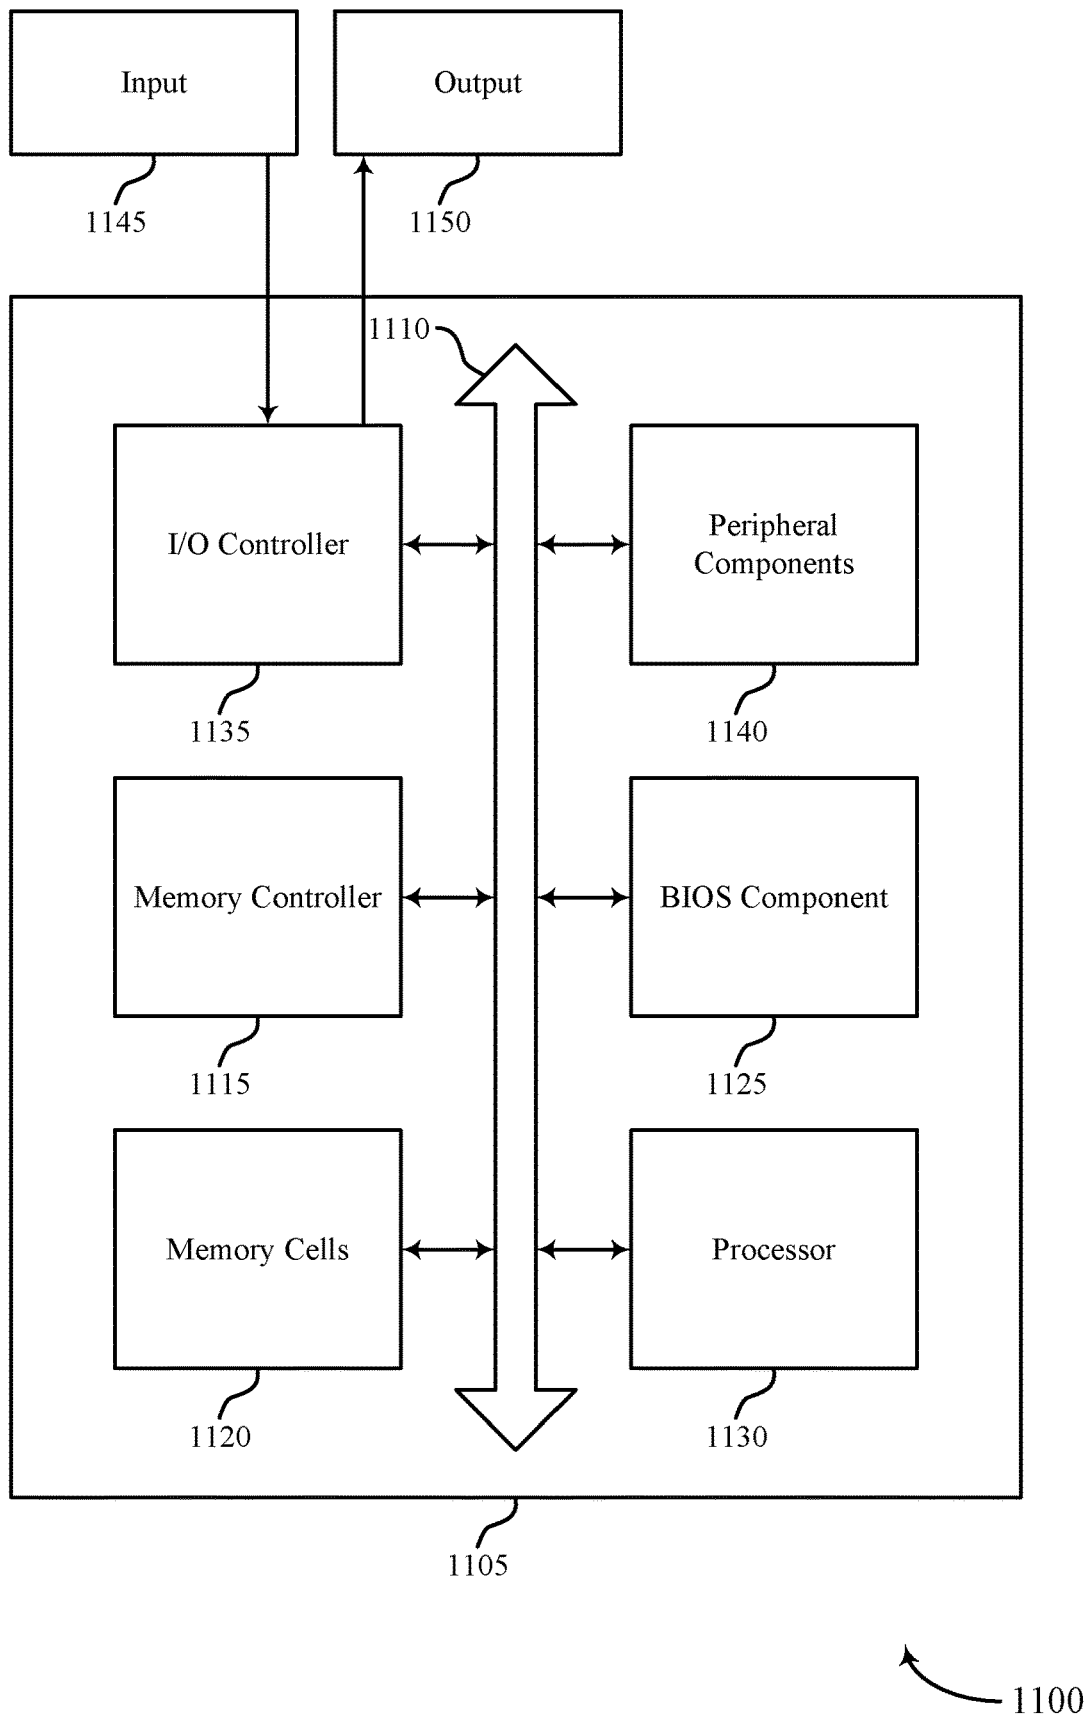 Input
Output
1145
1150
1110
I/O Controller
Peripheral
Components
1135
1140
Memory Controller
BIOS Component
1115
1125
Memory Cells
Processor
1120
1130
1105
1100